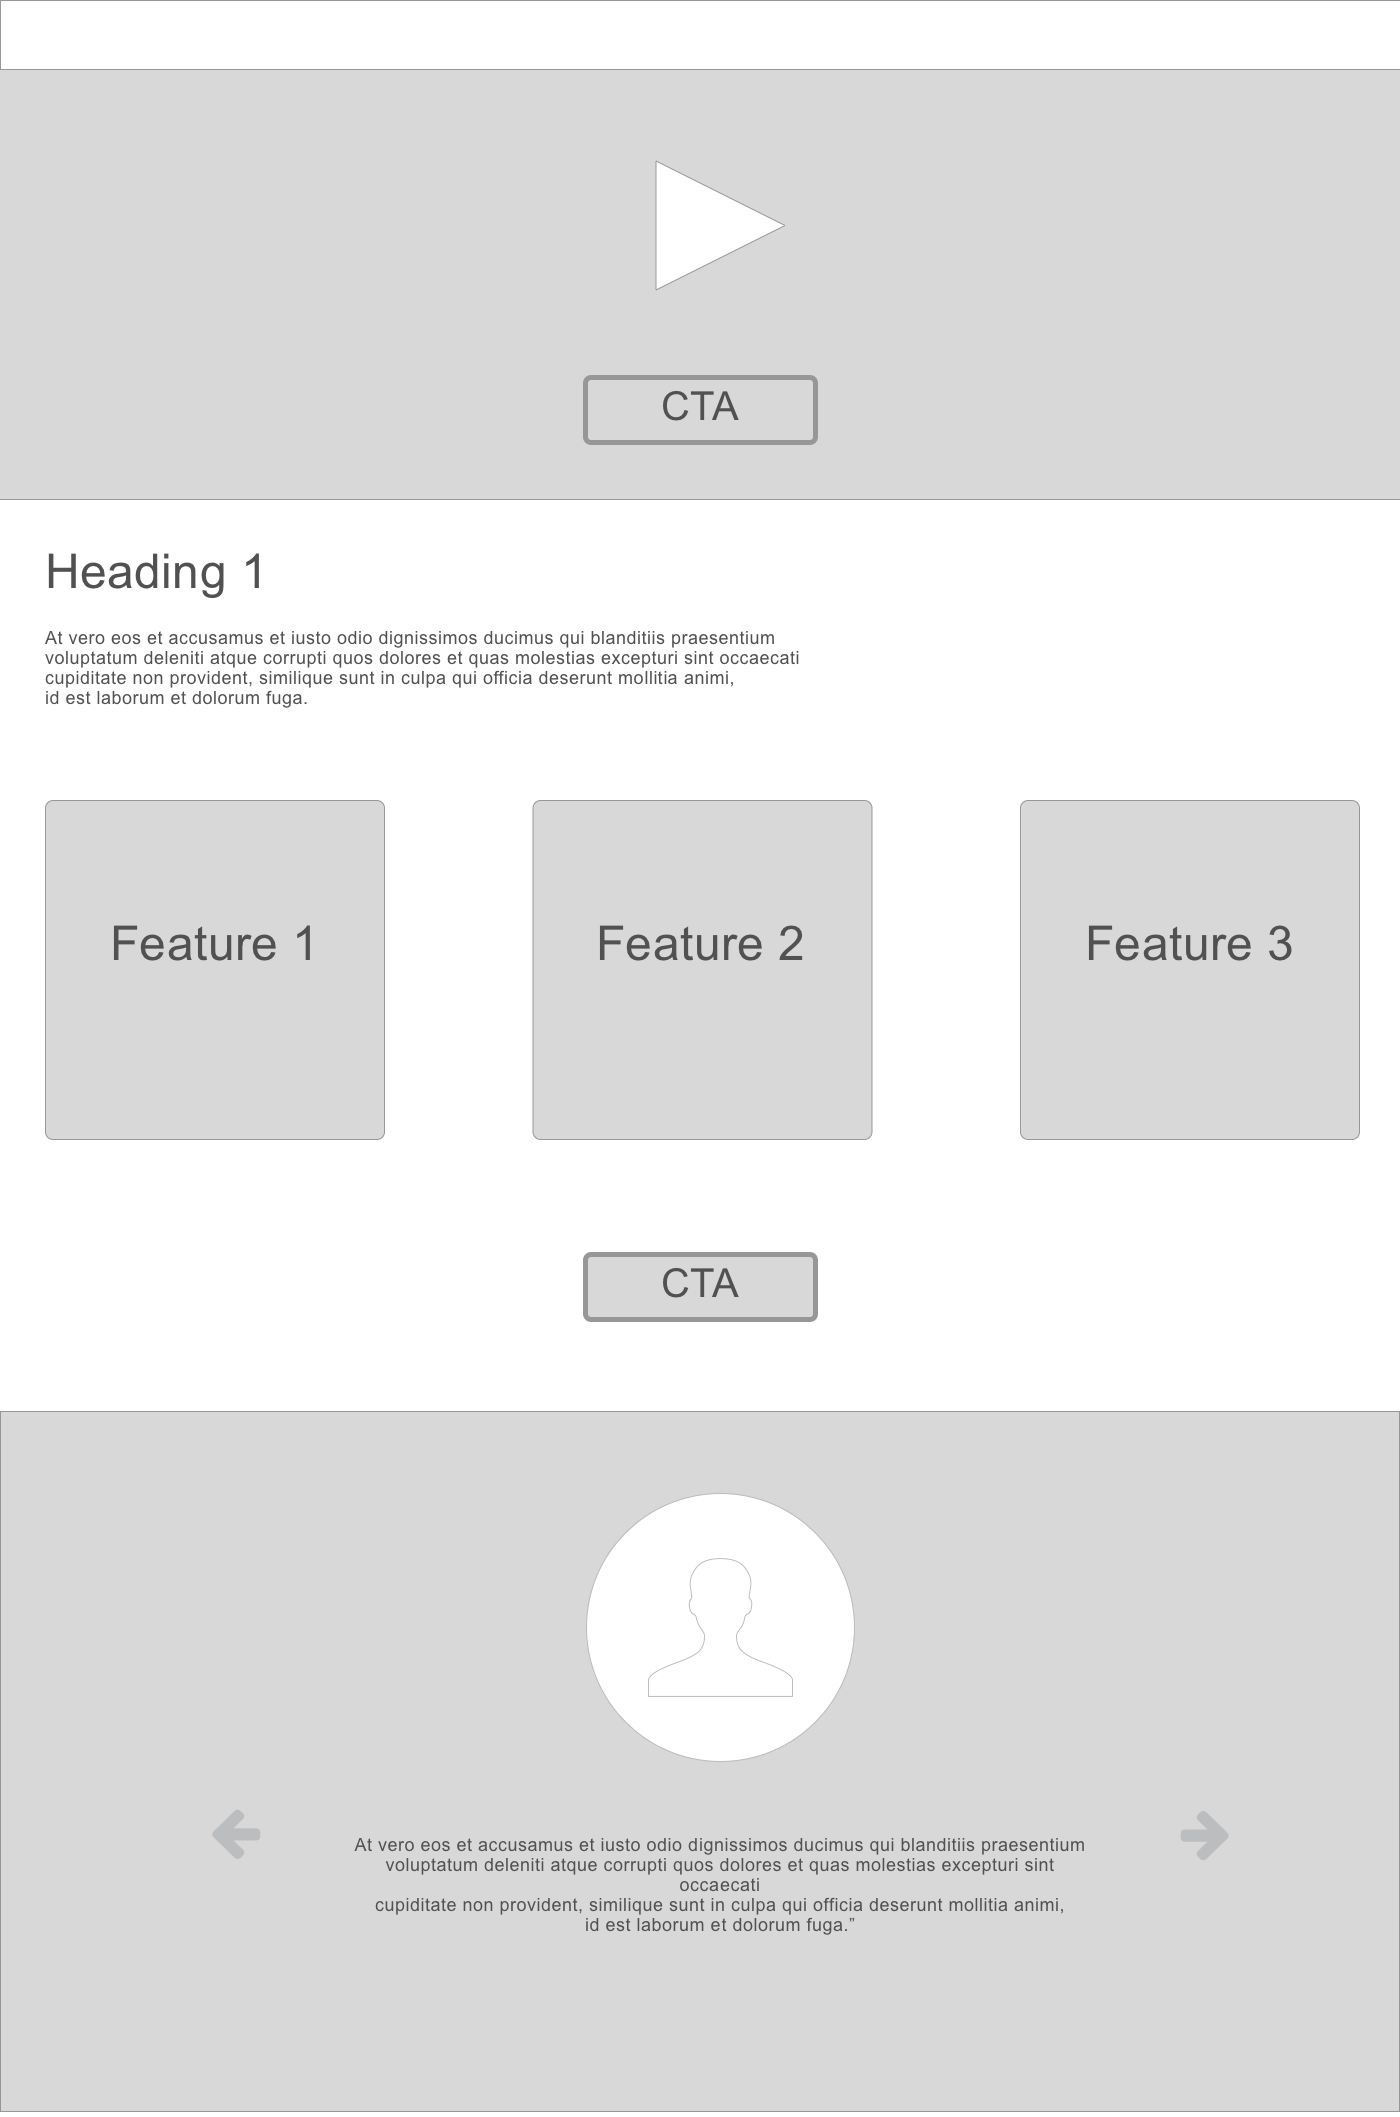 CTA
Heading 1
At vero eos et accusamus et iusto odio dignissimos ducimus qui blanditiis praesentium
voluptatum deleniti atque corrupti quos dolores et quas molestias excepturi sint occaecati
cupiditate non provident, similique sunt in culpa qui officia deserunt mollitia animi,
id est laborum et dolorum fuga.
Feature 1
Feature 2
Feature 3
CTA
At vero eos et accusamus et iusto odio dignissimos ducimus qui blanditiis praesentium
voluptatum deleniti atque corrupti quos dolores et quas molestias excepturi sint
occaecati
cupiditate non provident, similique sunt in culpa qui officia deserunt mollitia animi,
id est laborum et dolorum fuga.”